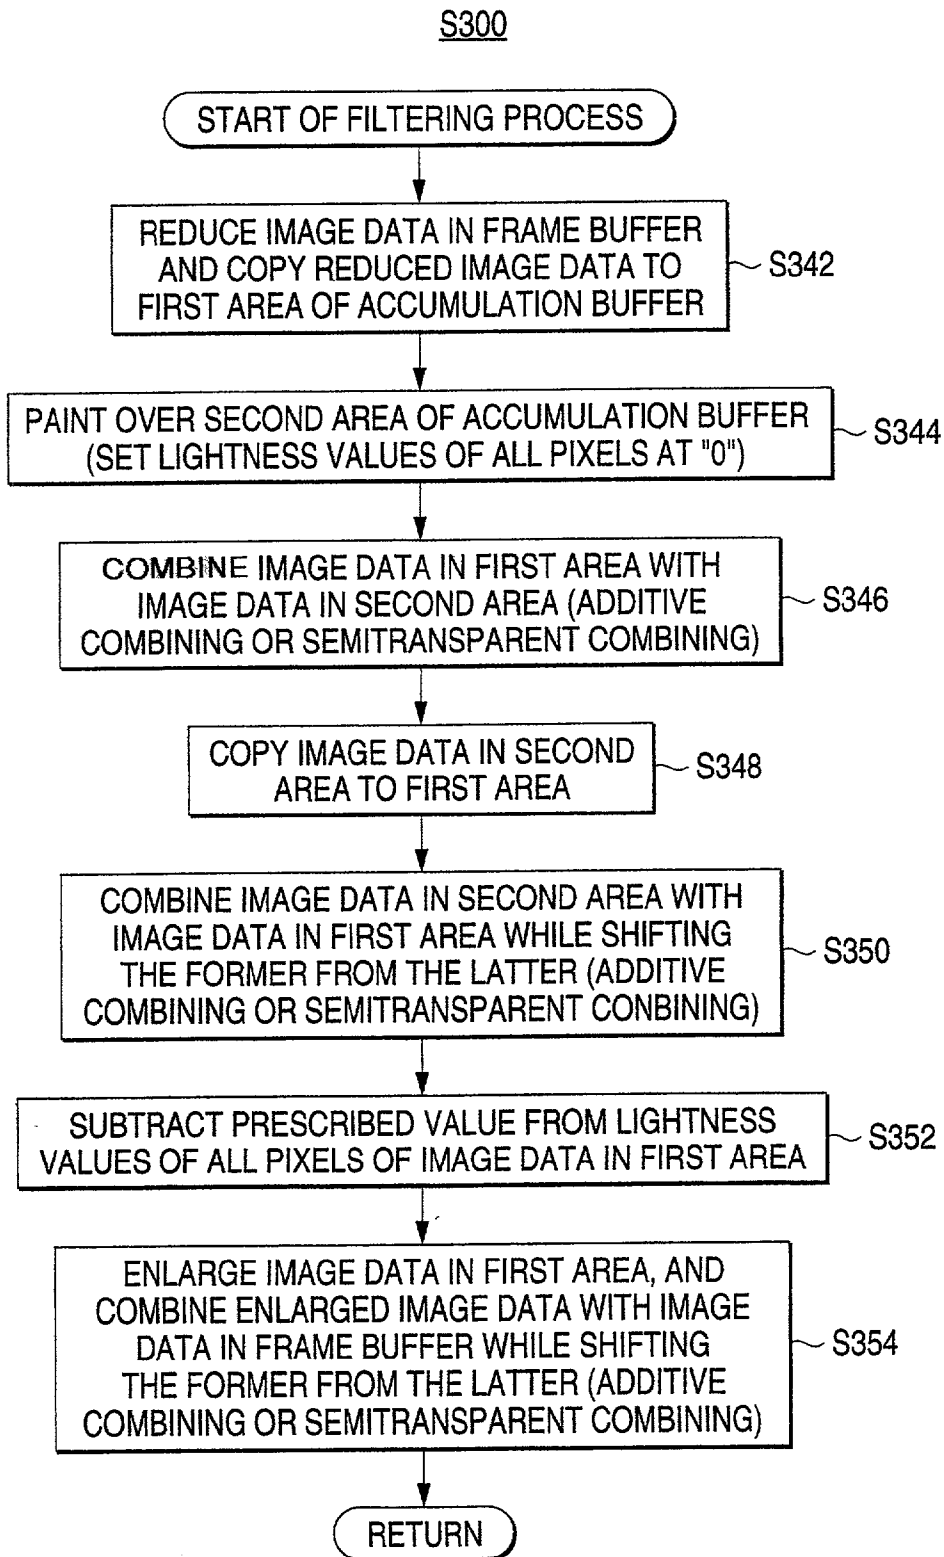 S300
START OF FILTERING PROCESS
REDUCE IMAGE DATA IN FRAME BUFFER
AND COPY REDUCED IMAGE DATA TO
FIRST AREA OF ACCUMULATION BUFFER
S342
PAINT OVER SECOND AREA OF ACCUMULATION BUFFER
(SET LIGHTNESS VALUES OF ALL PIXELS AT "0")
S344
COMBINE IMAGE DATA IN FIRST AREA WITH
IMAGE DATA IN SECOND AREA (ADDITIVE
COMBINING OR SEMITRANSPARENT COMBINING)
S346
COPY IMAGE DATA IN SECOND
AREA TO FIRST AREA
S348
COMBINE IMAGE DATA IN SECOND AREA WITH
IMAGE DATA IN FIRST AREA WHILE SHIFTING
THE FORMER FROM THE LATTER (ADDITIVE
COMBINING OR SEMITRANSPARENT CONBINING)
S350
SUBTRACT PRESCRIBED VALUE FROM LIGHTNESS
VALUES OF ALL PIXELS OF IMAGE DATA IN FIRST AREA
S352
ENLARGE IMAGE DATA IN FIRST AREA, AND
COMBINE ENLARGED IMAGE DATA WITH IMAGE
DATA IN FRAME BUFFER WHILE SHIFTING
THE FORMER FROM THE LATTER (ADDITIVE
COMBINING OR SEMITRANSPARENT COMBINING)
S354
RETURN